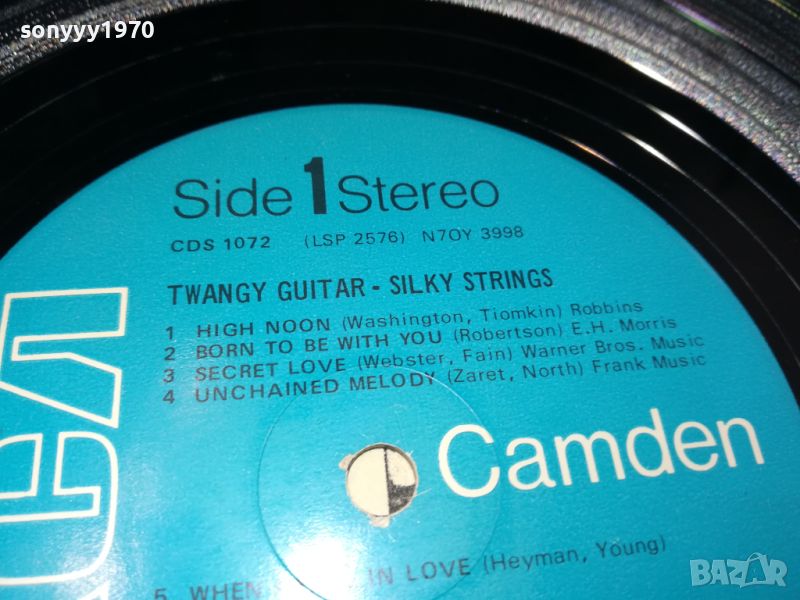 sonyyy1970
Side 1 Stereo
CDS 1072 (LSP 2576) N7OY 3998
TWANGY GUITAR - SILKY STRINGS
1 HIGH NOON (Washington, Tiomkin) Robbins
2 BORN TO BE WITH YOU (Robertson) E.H. Morris
3 SECRET LOVE (Webster, Fain) Warner Bros. Music
4 UNCHAINED MELODY (Zaret, North) Frank Music
Camden
5 WHEN IN LOVE (Heyman, Young)
BAZAR